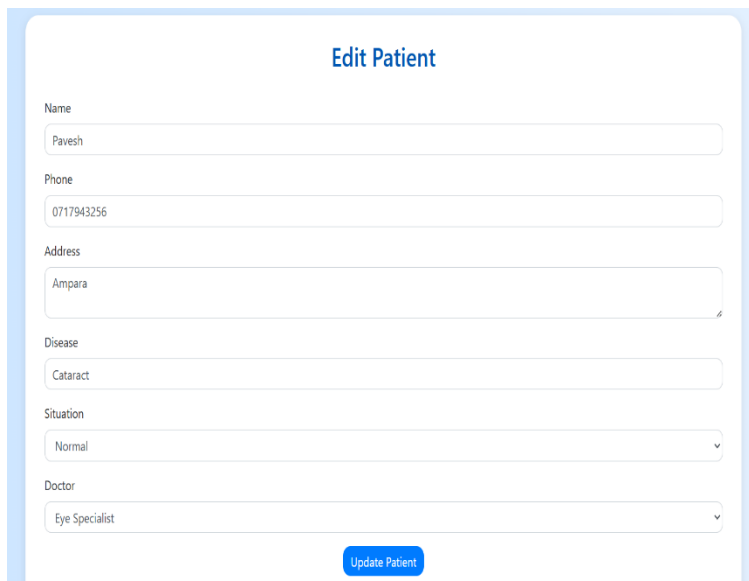 Edit Patient
Name
Pavesh
Phone
0717943256
Address
Ampara
Disease
Cataract
Situation
Normal
Doctor
Eye Specialist
Update Patient